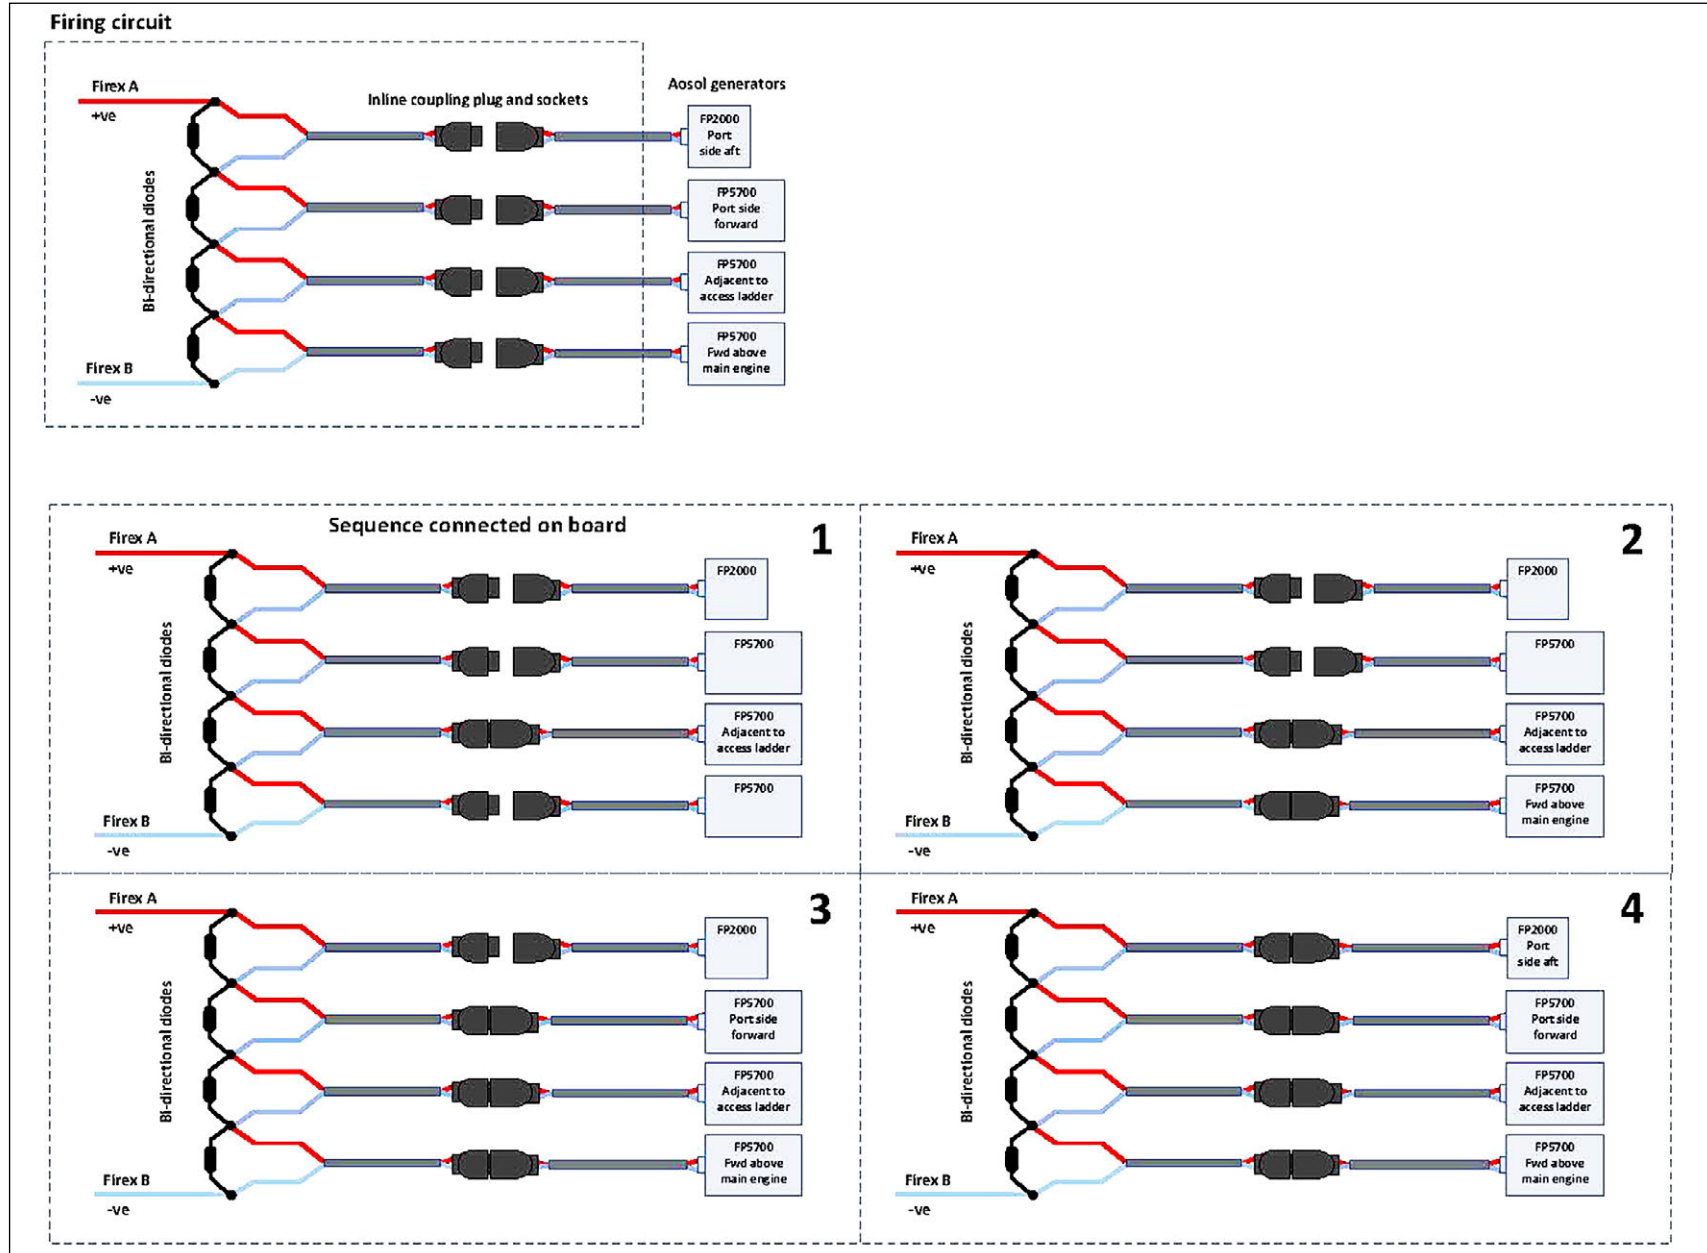 Firing circuit
Firex A
+ve
Inline coupling plug and sockets
Aosol generators
FP2000
Port
side aft
FP5700
Port side
forward
Bi-directional diodes
FP5700
Adjacent to
access ladder
FP5700
Fwd above
main engine
Firex B
-ve
Sequence connected on board
1
Firex A
+ve
FP2000
FP5700
Bi-directional diodes
FP5700
Adjacent to
access ladder
FP5700
Firex B
-ve
2
Firex A
+ve
FP2000
FP5700
Bi-directional diodes
FP5700
Adjacent to
access ladder
FP5700
Fwd above
main engine
Firex B
-ve
3
Firex A
+ve
FP2000
FP5700
Port side
forward
Bi-directional diodes
FP5700
Adjacent to
access ladder
FP5700
Fwd above
main engine
Firex B
-ve
4
Firex A
+ve
FP2000
Port
side aft
FP5700
Port side
forward
Bi-directional diodes
FP5700
Adjacent to
access ladder
FP5700
Fwd above
main engine
Firex B
-ve